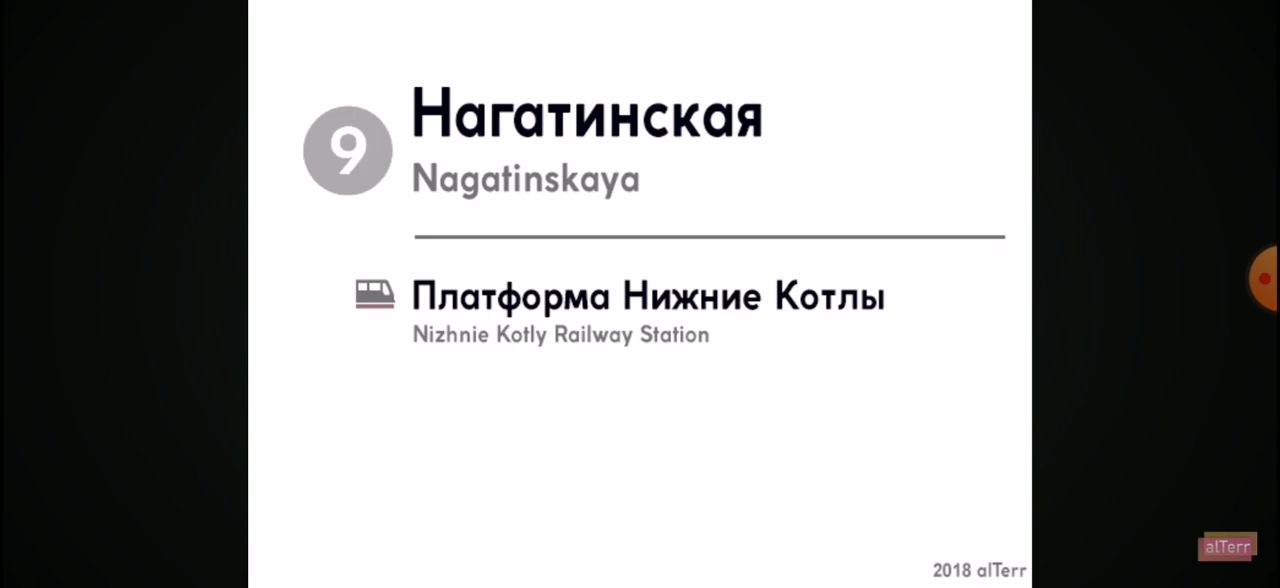 9
Нагатинская
Nagatinskaya
Платформа Нижние Котлы
Nizhnie Kotly Railway Station
alTerr
2018 alTerr